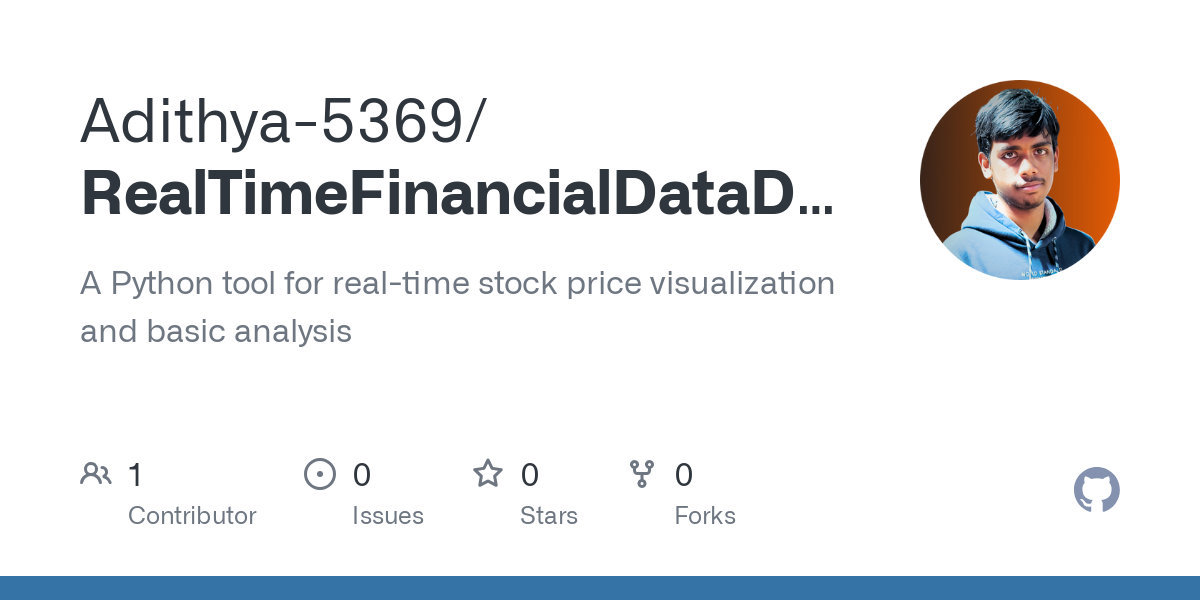 Adithya-5369/
RealTimeFinancialDataD...
A Python tool for real-time stock price visualization
and basic analysis
1
Contributor
0
Issues
0
Stars
0
Forks